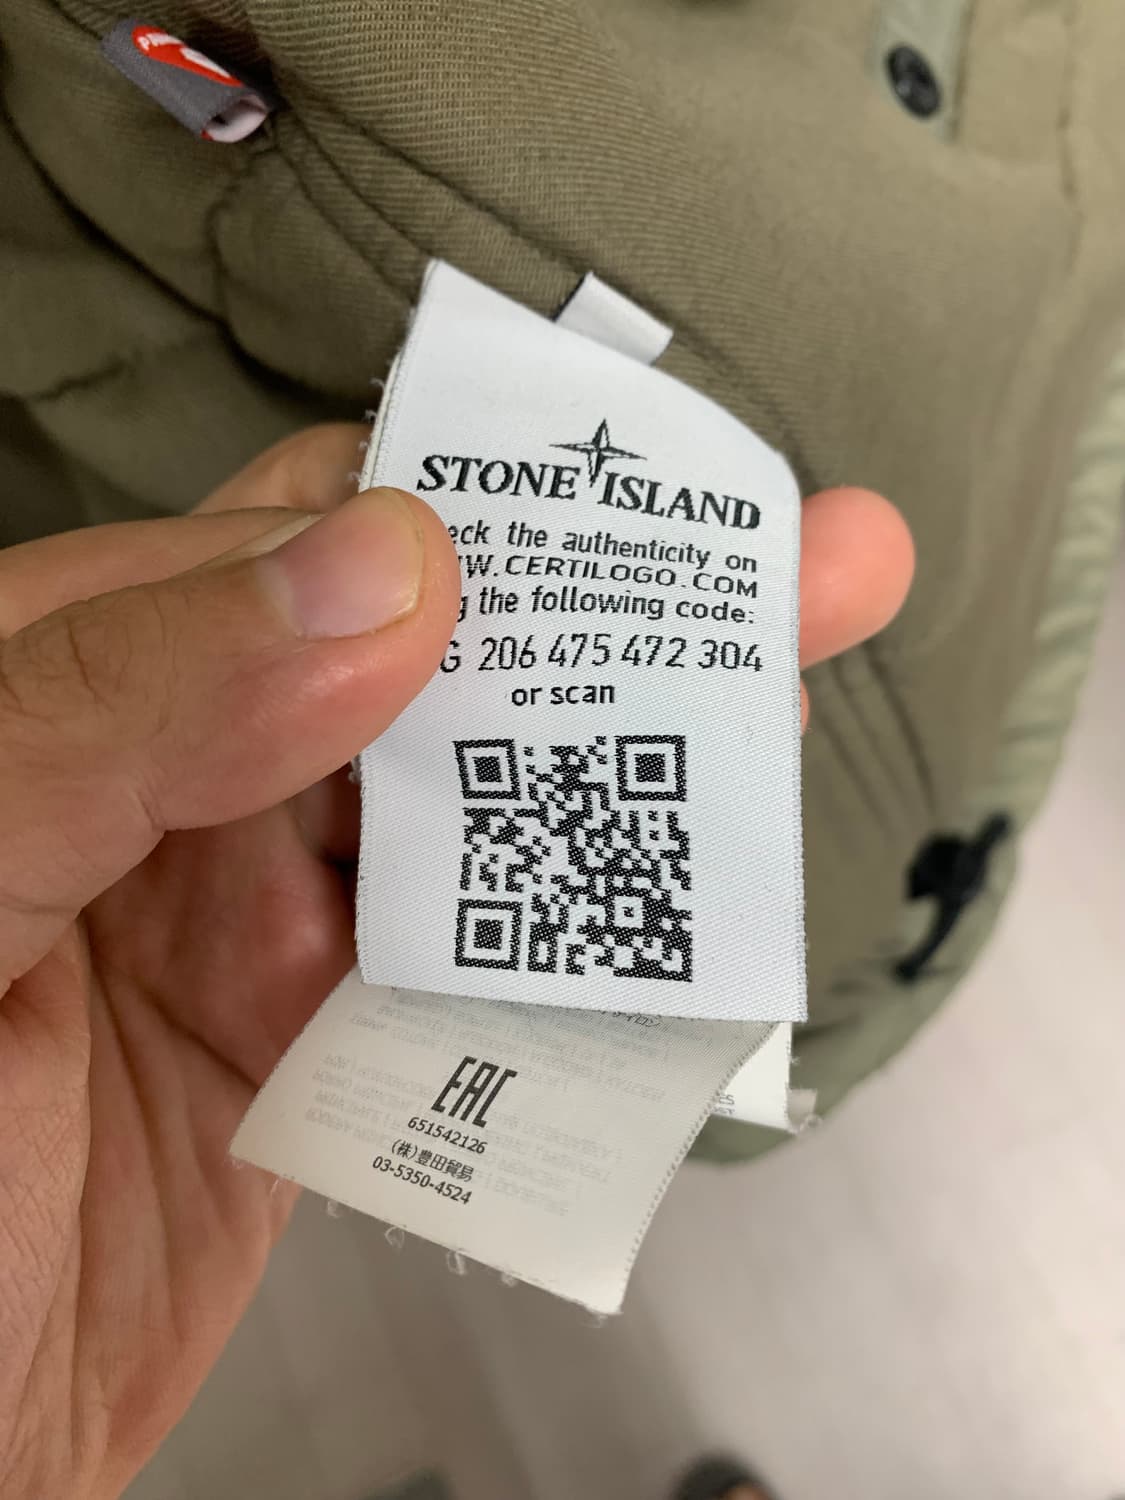 STONE ISLAND
eck the authenticity on
W.CERTILOGO.COM
g the following code:
G 206 475 472 304
or scan
EAC
651542126
(株)豊田貿易
03-5350-4524